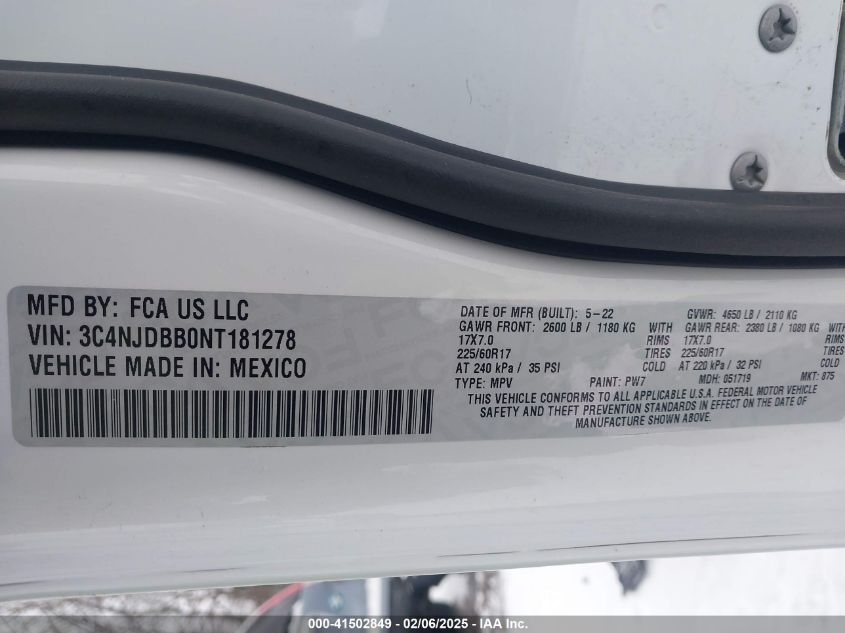 MFD BY: FCA US LLC
VIN: 3C4NJDBB0NT181278
VEHICLE MADE IN: MEXICO
DATE OF MFR (BUILT): 5-22 GVWR: 4650 LB / 2110 KG
GAWR FRONT: 2600 LB / 1180 KG WITH GAWR REAR: 2380 LB / 1080 KG WITH
17X7.0 RIMS 17X7.0 RIMS
225/60R17 TIRES 225/60R17 TIRES
AT 240 kPa / 35 PSI COLD AT 220 kPa / 32 PSI COLD
TYPE: MPV PAINT: PW7 MDH: 051719 MKT: 875
THIS VEHICLE CONFORMS TO ALL APPLICABLE U.S.A. FEDERAL MOTOR VEHICLE
SAFETY AND THEFT PREVENTION STANDARDS IN EFFECT ON THE DATE OF
MANUFACTURE SHOWN ABOVE.
000-41502849 - 02/06/2025 - IAA Inc.